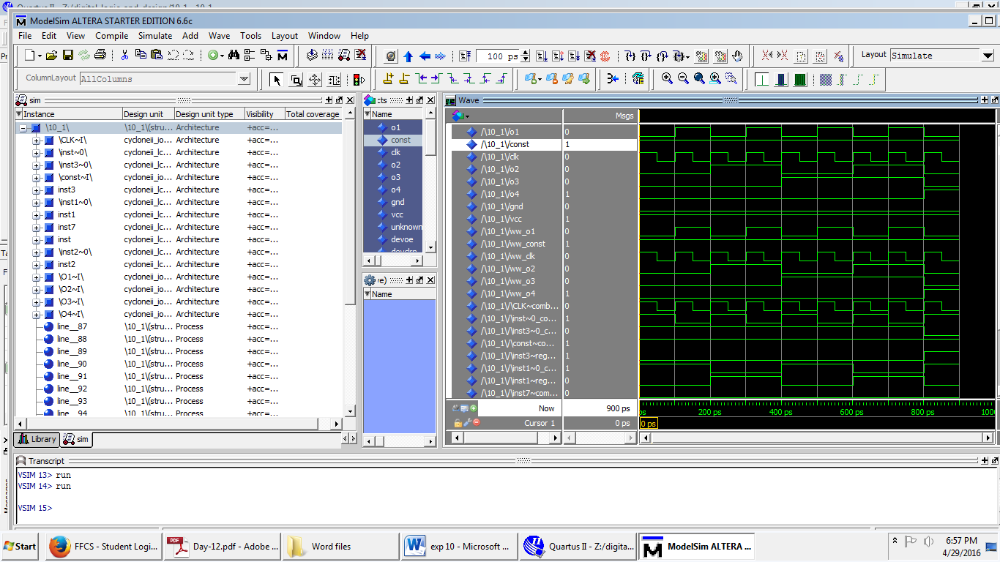 Quartus II - Z:/digital logic and design/10_1 - 10_1
ModelSim ALTERA STARTER EDITION 6.6c
File Edit View Compile Simulate Add Wave Tools Layout Window Help
100 ps
Layout Simulate
ColumnLayout AllColumns
sim
Instance Design unit Design unit type Visibility Total coverage
\10_1\ \10_1\(stru... Architecture +acc=...
\CLK~I\ cycloneii_io... Architecture +acc=...
\inst~0\ cycloneii_lc... Architecture +acc=...
\inst3~0\ cycloneii_lc... Architecture +acc=...
\const~I\ cycloneii_io... Architecture +acc=...
inst3 cycloneii_lc... Architecture +acc=...
\inst1~0\ cycloneii_lc... Architecture +acc=...
inst1 cycloneii_lc... Architecture +acc=...
inst7 cycloneii_lc... Architecture +acc=...
inst cycloneii_lc... Architecture +acc=...
\inst2~0\ cycloneii_lc... Architecture +acc=...
inst2 cycloneii_lc... Architecture +acc=...
\O1~I\ cycloneii_io... Architecture +acc=...
\O2~I\ cycloneii_io... Architecture +acc=...
\O3~I\ cycloneii_io... Architecture +acc=...
\O4~I\ cycloneii_io... Architecture +acc=...
line__87 \10_1\(stru... Process +acc=...
line__88 \10_1\(stru... Process +acc=...
line__89 \10_1\(stru... Process +acc=...
line__90 \10_1\(stru... Process +acc=...
line__91 \10_1\(stru... Process +acc=...
line__92 \10_1\(stru... Process +acc=...
line__93 \10_1\(stru... Process +acc=...
line__94 \10_1\(stru... Process +acc=...
Library sim
cts
Name
o1
const
clk
o2
o3
o4
gnd
vcc
unknown
devoe
devclrn
ve)
Name
Wave
Msgs
/\10_1\/o1 0
/\10_1\/const 1
/\10_1\/clk 0
/\10_1\/o2 0
/\10_1\/o3 0
/\10_1\/o4 1
/\10_1\/gnd 0
/\10_1\/vcc 1
/\10_1\/ww_o1 0
/\10_1\/ww_const 1
/\10_1\/ww_clk 0
/\10_1\/ww_o2 0
/\10_1\/ww_o3 0
/\10_1\/ww_o4 1
/\10_1\/\CLK~comb... 0
/\10_1\/\inst~0_co... 1
/\10_1\/\inst3~0_c... 0
/\10_1\/\const~co... 1
/\10_1\/\inst3~reg... 1
/\10_1\/\inst1~0_c... 1
/\10_1\/\inst1~reg... 0
/\10_1\/\inst7~com... 0
Now 900 ps
Cursor 1 0 ps
ps 200 ps 400 ps 600 ps 800 ps 1000
0 ps
Transcript
VSIM 13> run
VSIM 14> run
VSIM 15>
Start FFCS - Student Logi... Day-12.pdf - Adobe ... Word files exp 10 - Microsoft ... Quartus II - Z:/digita... ModelSim ALTERA ...
6:57 PM
4/29/2016